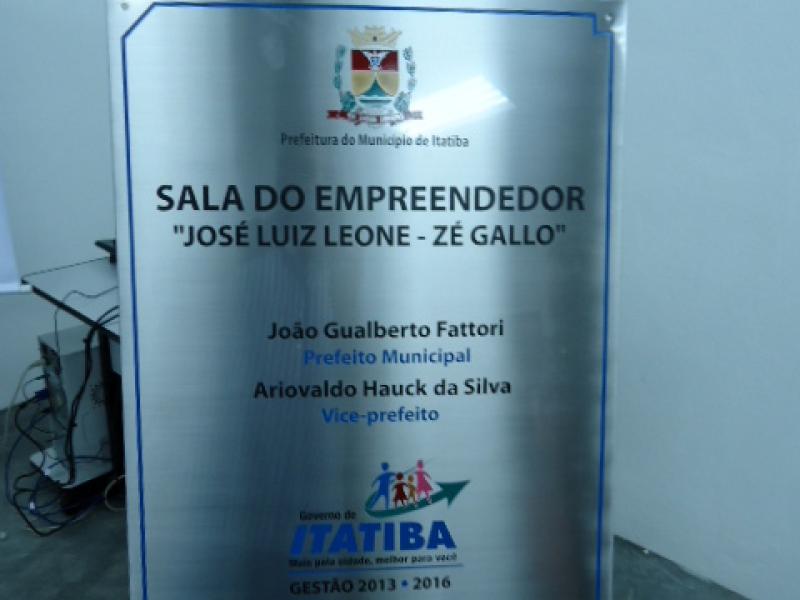 Prefeitura do Município de Itatiba
SALA DO EMPREENDEDOR
"JOSÉ LUIZ LEONE - ZÉ GALLO"
João Gualberto Fattori
Prefeito Municipal
Ariovaldo Hauck da Silva
Vice-prefeito
Governo de
ITATIBA
Mais pela cidade, melhor para você
GESTÃO 2013 • 2016